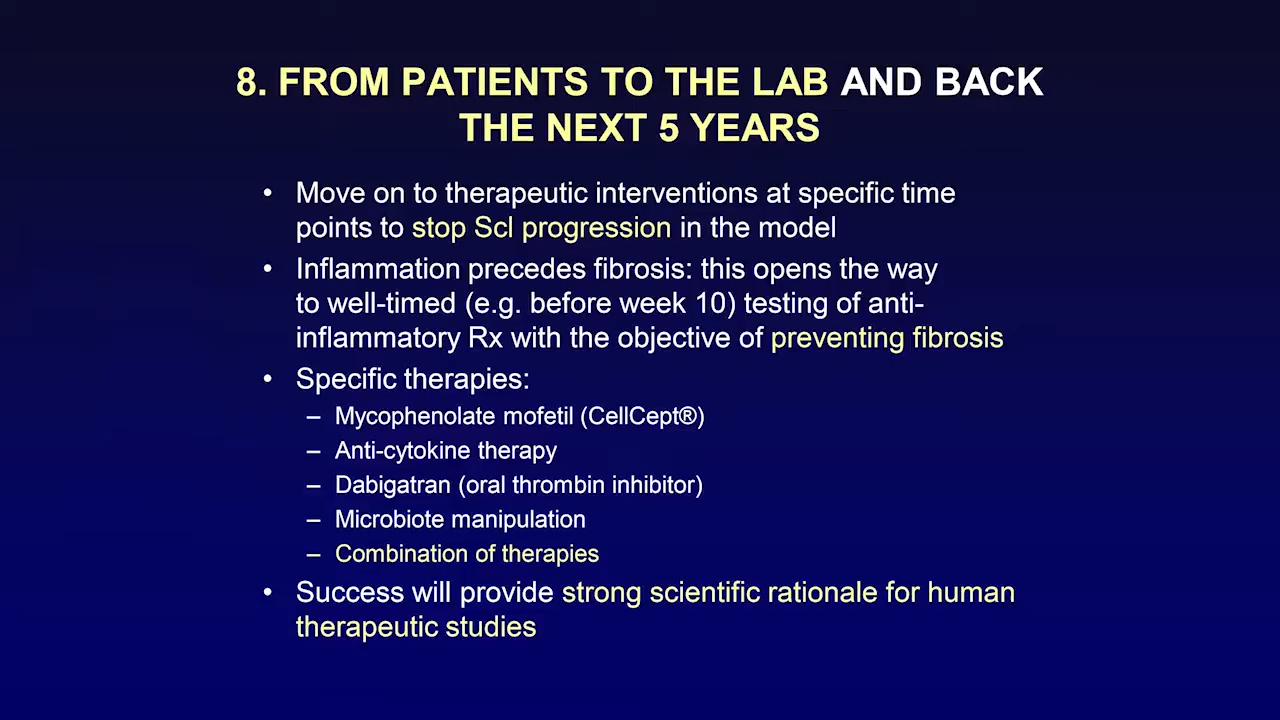 8. FROM PATIENTS TO THE LAB AND BACK
THE NEXT 5 YEARS
• Move on to therapeutic interventions at specific time
points to stop Scl progression in the model
• Inflammation precedes fibrosis: this opens the way
to well-timed (e.g. before week 10) testing of anti-
inflammatory Rx with the objective of preventing fibrosis
• Specific therapies:
– Mycophenolate mofetil (CellCept®)
– Anti-cytokine therapy
– Dabigatran (oral thrombin inhibitor)
– Microbiote manipulation
– Combination of therapies
• Success will provide strong scientific rationale for human
therapeutic studies